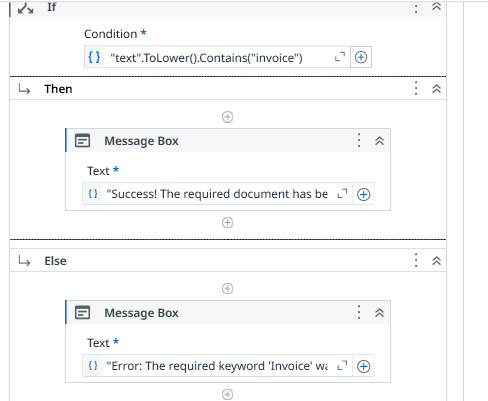 If
Condition *
{} "text".ToLower().Contains("invoice")
Then
Message Box
Text *
{} "Success! The required document has be
Else
Message Box
Text *
{} "Error: The required keyword 'Invoice' wa